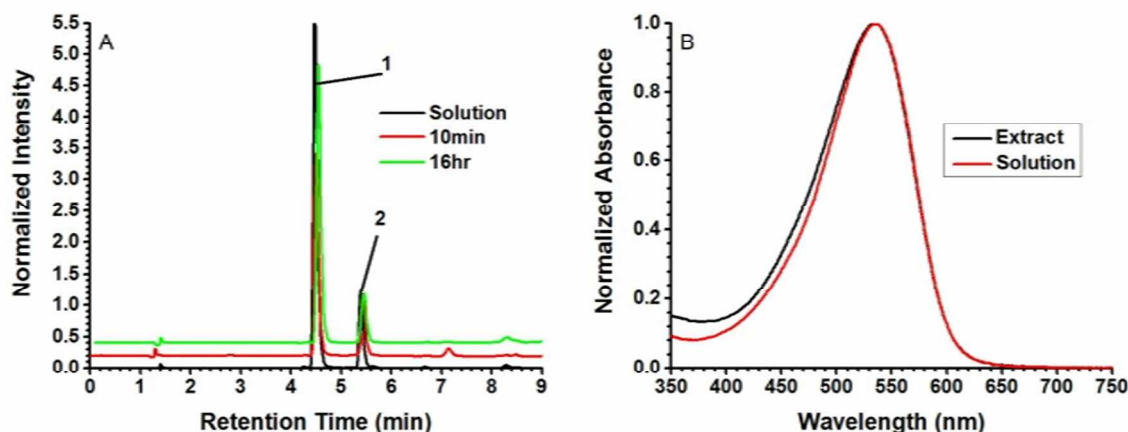 A
1
2
Solution
10min
16hr
Normalized Intensity
5.5
5.0
4.5
4.0
3.5
3.0
2.5
2.0
1.5
1.0
0.5
0.0
0 1 2 3 4 5 6 7 8 9
Retention Time (min)
B
Extract
Solution
Normalized Absorbance
1.0
0.8
0.6
0.4
0.2
0.0
350 400 450 500 550 600 650 700 750
Wavelength (nm)